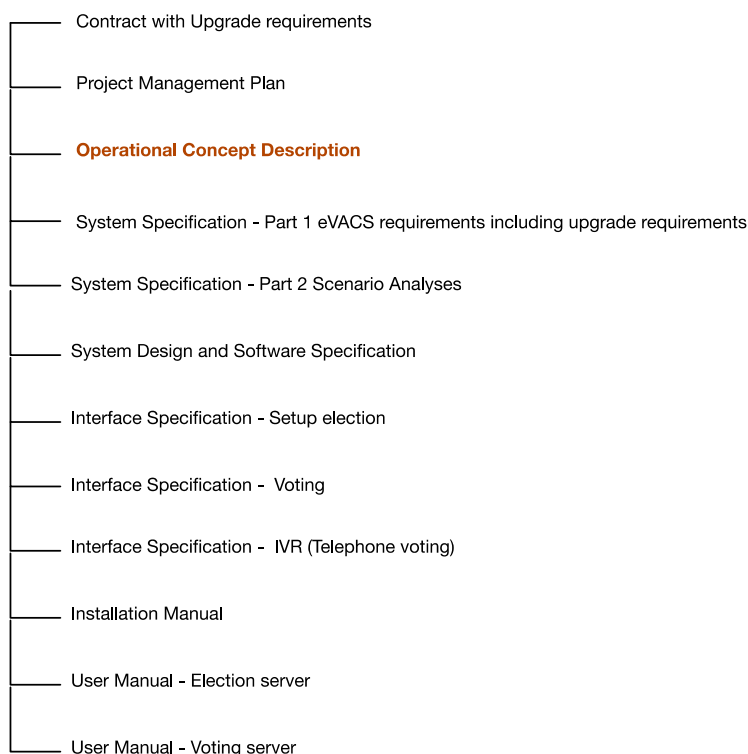 Contract with Upgrade requirements
Project Management Plan
Operational Concept Description
System Specification - Part 1 eVACS requirements including upgrade requirements
System Specification - Part 2 Scenario Analyses
System Design and Software Specification
Interface Specification - Setup election
Interface Specification -  Voting
Interface Specification -  IVR (Telephone voting)
Installation Manual
User Manual - Election server
User Manual - Voting server